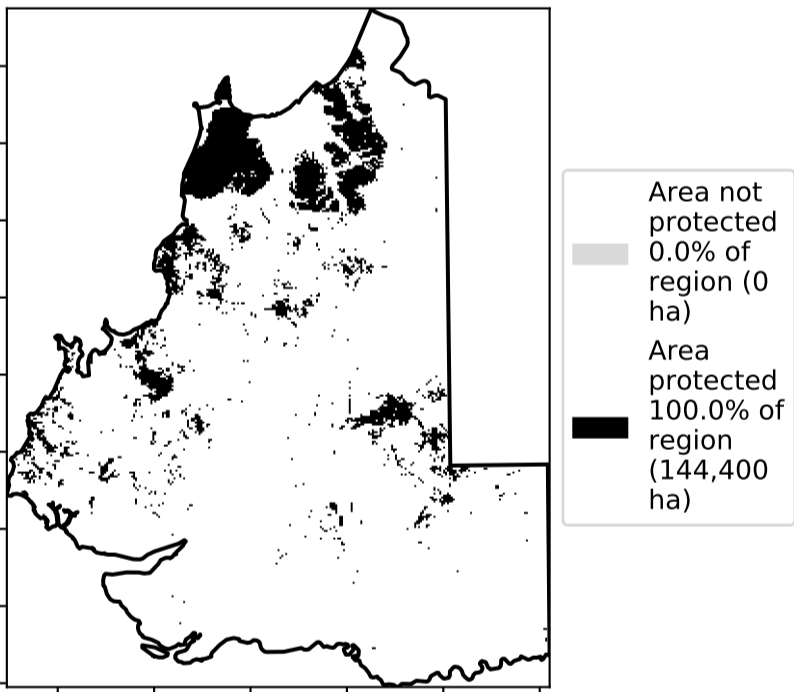 Area not
protected
0.0% of
region (0
ha)
Area
protected
100.0% of
region
(144,400
ha)